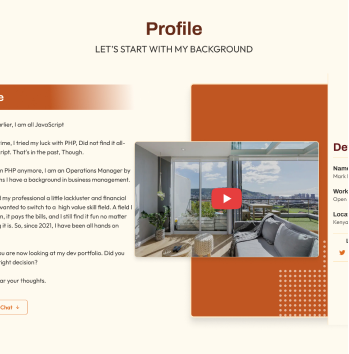 Profile
LET'S START WITH MY BACKGROUND
e
rlier, I am all JavaScript
time, I tried my luck with PHP, Did not find it all-
ript. That's in the past, Though.
n PHP anymore, I am an Operations Manager by
ns I have a background in business management.
d my professional a little lackluster and financial
wanted to switch to a high value skill field. A field I
n, it pays the bills, and I still find it fun no matter
g it is. So, since 2021, I have been all hands on
ou are now looking at my dev portfolio. Did you
right decision?
ar your thoughts.
Chat +
De
Name
Mark
Work
Open
Loca
Kenya
L